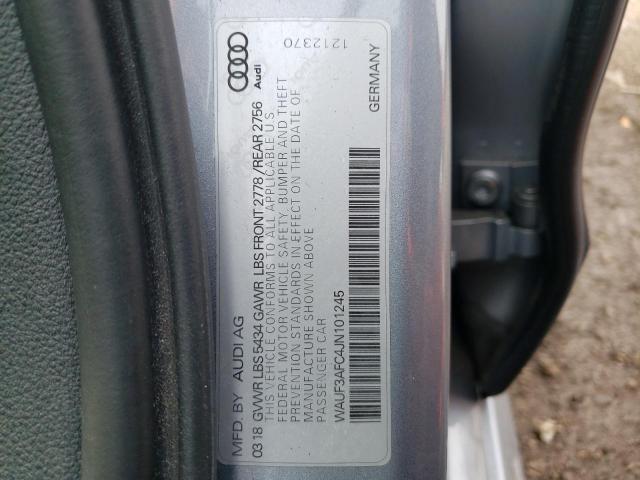 MFD. BY AUDI AG
03 18 GVWR LBS 5434 GAWR LBS FRONT 2778 / REAR 2756
THIS VEHICLE CONFORMS TO ALL APPLICABLE U.S.
FEDERAL MOTOR VEHICLE SAFETY, BUMPER AND THEFT
PREVENTION STANDARDS IN EFFECT ON THE DATE OF
MANUFACTURE SHOWN ABOVE
PASSENGER CAR
WAUF3AFC4JN101245
Audi
1212370
GERMANY